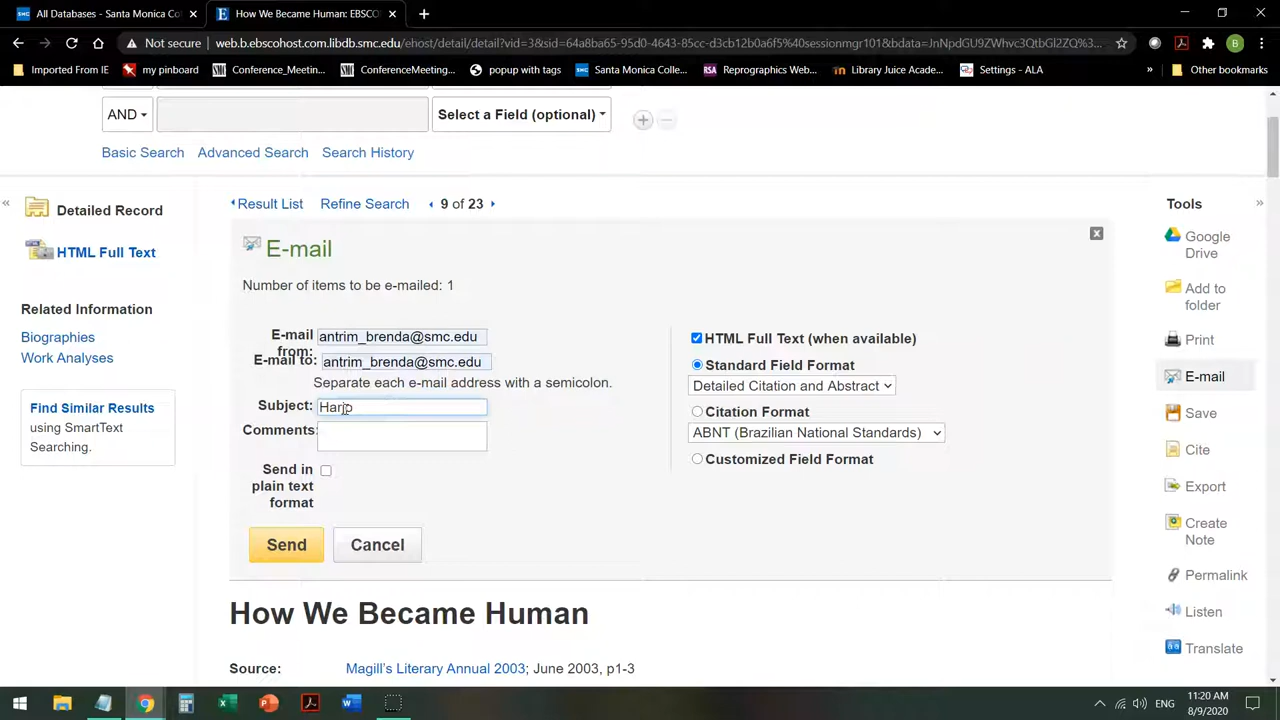 All Databases - Santa Monica Co
How We Became Human: EBSCO
Not secure
web.b.ebscohost.com.libdb.smc.edu/ehost/detail/detail?vid=3&sid=64a8ba65-95d0-4643-85cc-d3cb12b0a6f5%40sessionmgr101&bdata=JnNpdGU9ZWhvc3QtbGl2ZQ%3...
B
Imported From IE
my pinboard
Conference_Meeting...
ConferenceMeeting...
popup with tags
Santa Monica Colle...
Reprographics Web...
Library Juice Acade...
Settings - ALA
»
Other bookmarks
AND
Select a Field (optional)
Basic Search
Advanced Search
Search History
«
Detailed Record
HTML Full Text
Related Information
Biographies
Work Analyses
Find Similar Results
using SmartText
Searching.
Result List
Refine Search
9 of 23
E-mail
Number of items to be e-mailed: 1
E-mail from:
antrim_brenda@smc.edu
E-mail to:
antrim_brenda@smc.edu
Separate each e-mail address with a semicolon.
Subject:
Comments:
Send in
plain text
format
Send
Cancel
HTML Full Text (when available)
Standard Field Format
Detailed Citation and Abstract
Citation Format
ABNT (Brazilian National Standards)
Customized Field Format
How We Became Human
Source:
Magill's Literary Annual 2003; June 2003, p1-3
Tools
»
Google
Drive
Add to
folder
Print
E-mail
Save
Cite
Export
Create
Note
Permalink
Listen
Translate
ENG
11:20 AM
8/9/2020